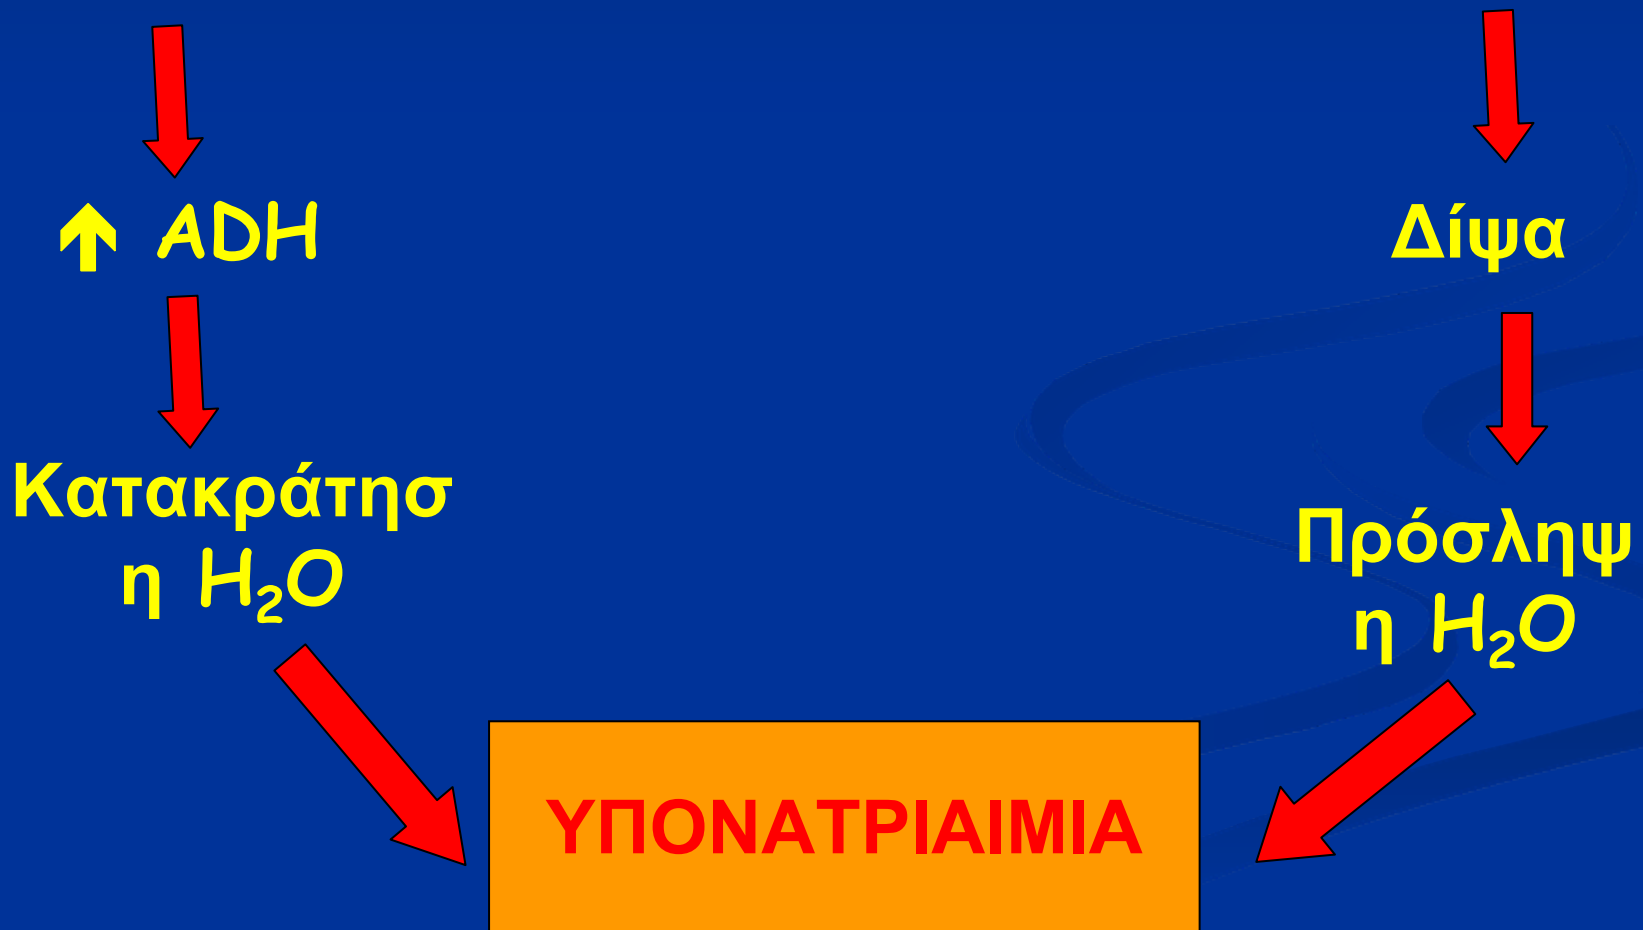 ↑ ADH
Δίψα
Κατακράτησ
η H₂O
Πρόσληψ
η H₂O
ΥΠΟΝΑΤΡΙΑΙΜΙΑ